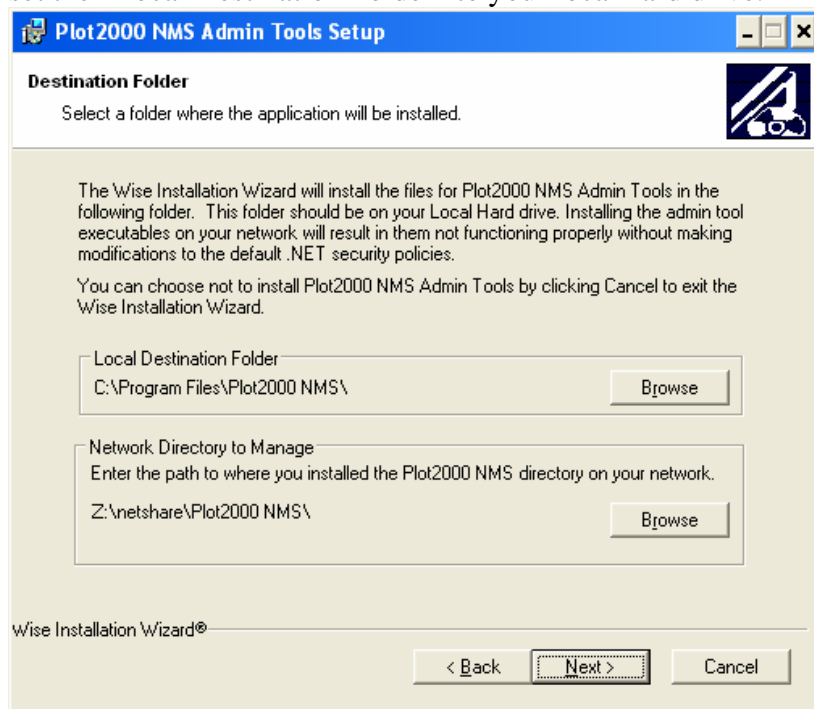 Plot2000 NMS Admin Tools Setup
Destination Folder
Select a folder where the application will be installed.
The Wise Installation Wizard will install the files for Plot2000 NMS Admin Tools in the
following folder. This folder should be on your Local Hard drive. Installing the admin tool
executables on your network will result in them not functioning properly without making
modifications to the default .NET security policies.
You can choose not to install Plot2000 NMS Admin Tools by clicking Cancel to exit the
Wise Installation Wizard.
Local Destination Folder
C:\Program Files\Plot2000 NMS\
Browse
Network Directory to Manage
Enter the path to where you installed the Plot2000 NMS directory on your network.
Z:\netshare\Plot2000 NMS\
Browse
Wise Installation Wizard®
< Back
Next >
Cancel